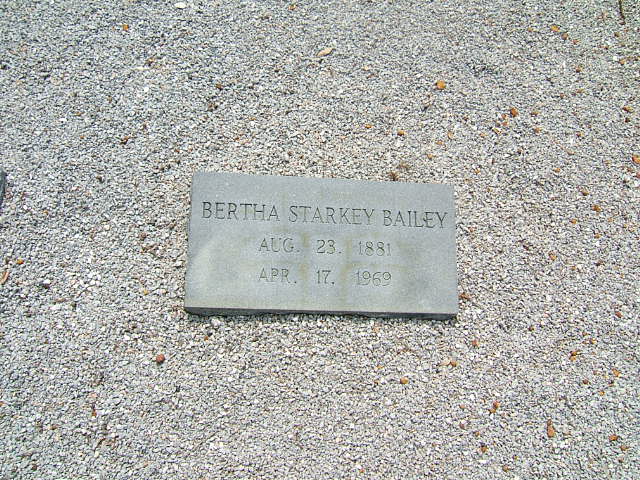 BERTHA STARKEY BAILEY
AUG. 23. 1881
APR. 17, 1969